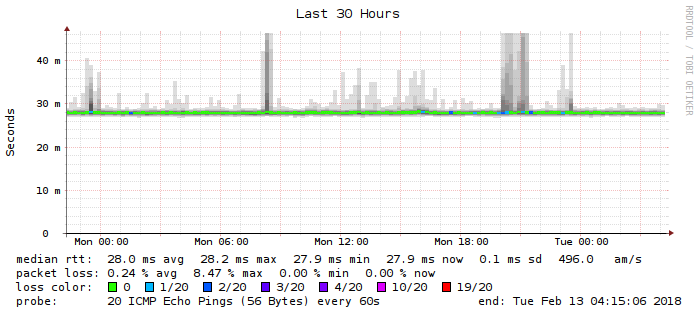 Last 30 Hours
RRDTOOL / TOBI OETIKER
Seconds
40 m
30 m
20 m
10 m
0
Mon 00:00 Mon 06:00 Mon 12:00 Mon 18:00 Tue 00:00
median rtt: 28.0 ms avg 28.2 ms max 27.9 ms min 27.9 ms now 0.1 ms sd 496.0 am/s
packet loss: 0.24 % avg 8.47 % max 0.00 % min 0.00 % now
loss color: 0 1/20 2/20 3/20 4/20 10/20 19/20
probe: 20 ICMP Echo Pings (56 Bytes) every 60s end: Tue Feb 13 04:15:06 2018